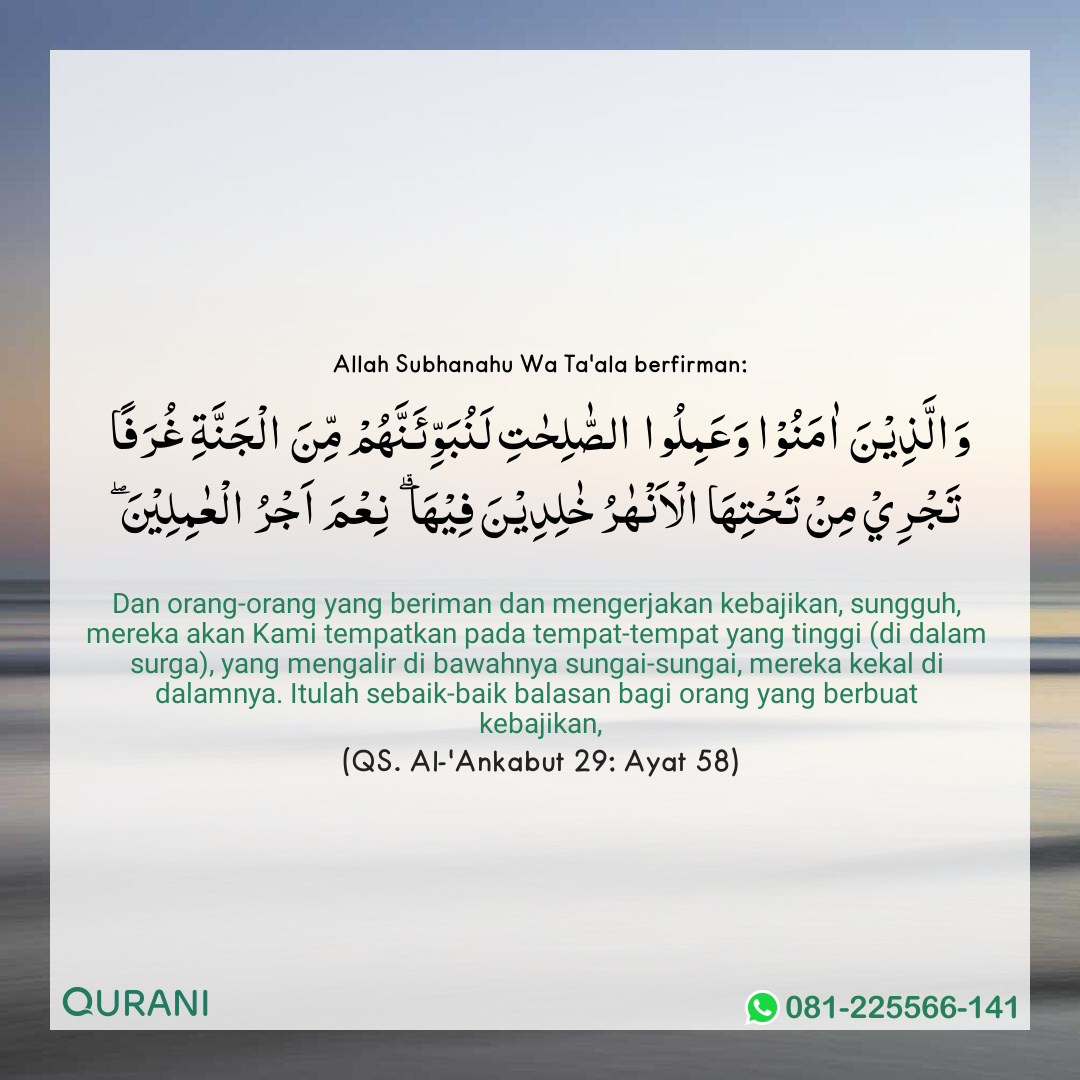 Allah Subhanahu Wa Ta'ala berfirman:
وَالَّذِيْنَ اٰمَنُوْا وَعَمِلُوا الصّٰلِحٰتِ لَنُبَوِّئَنَّهُمْ مِّنَ الْجَنَّةِ غُرَفًا
تَجْرِيْ مِنْ تَحْتِهَا الْاَنْهٰرُ خٰلِدِيْنَ فِيْهَاۗ نِعْمَ اَجْرُ الْعٰمِلِيْنَۖ
Dan orang-orang yang beriman dan mengerjakan kebajikan, sungguh,
mereka akan Kami tempatkan pada tempat-tempat yang tinggi (di dalam
surga), yang mengalir di bawahnya sungai-sungai, mereka kekal di
dalamnya. Itulah sebaik-baik balasan bagi orang yang berbuat
kebajikan,
(QS. Al-'Ankabut 29: Ayat 58)
QURANI
081-225566-141